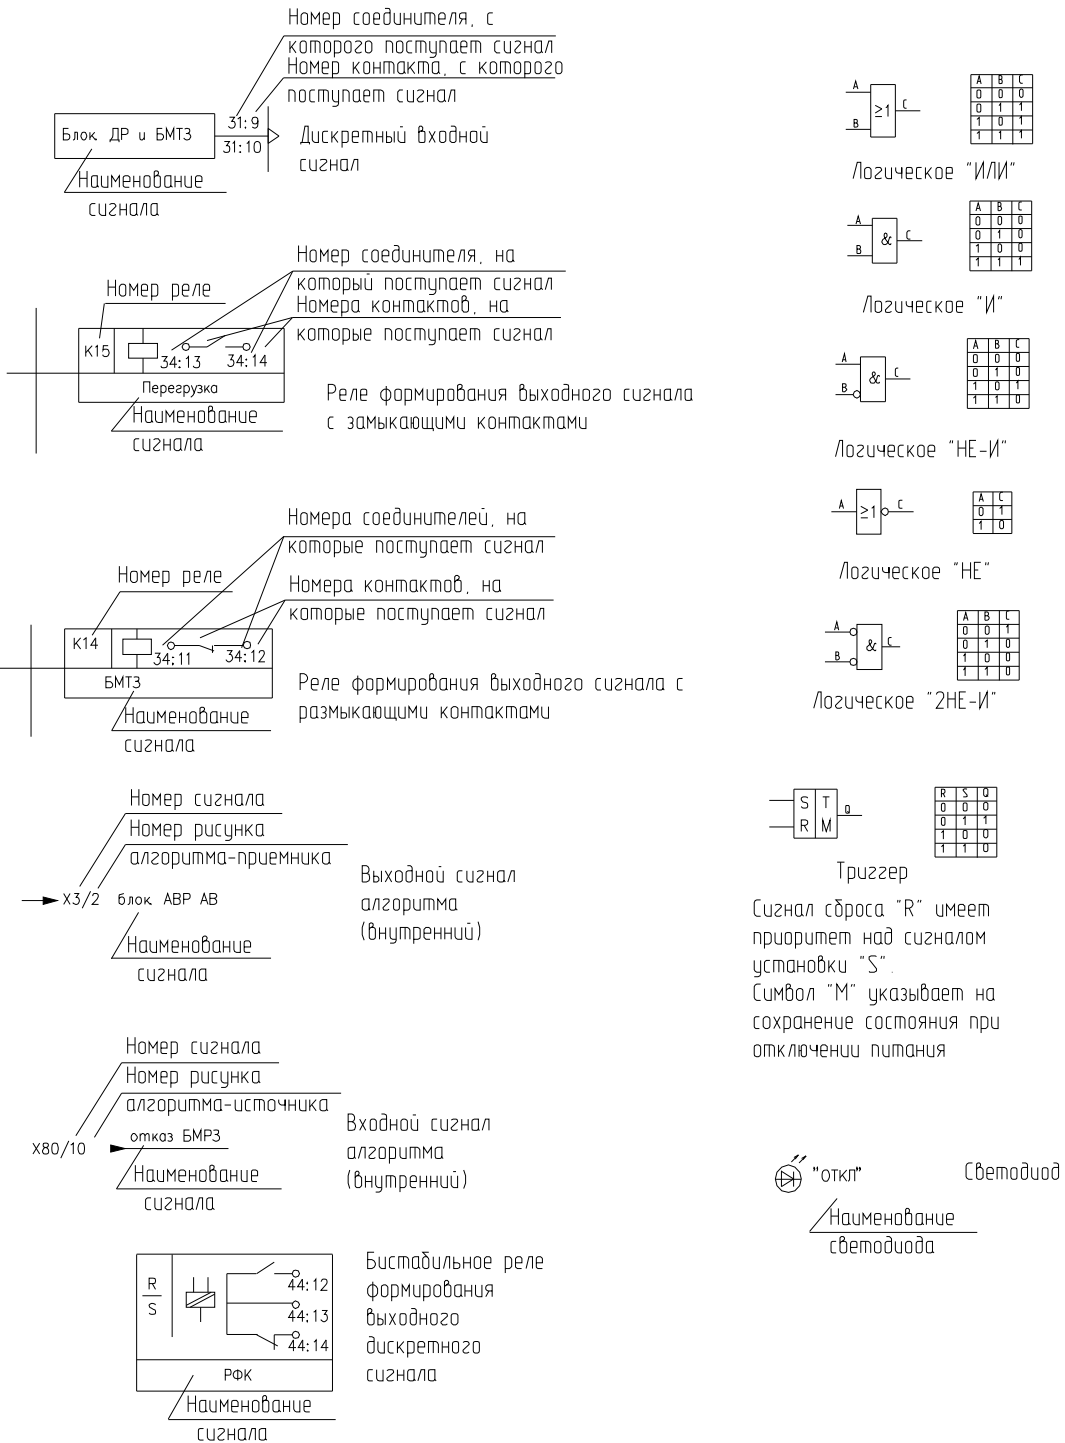 Номер соединителя, с
которого поступает сигнал
Номер контакта, с которого
поступает сигнал
Блок ДР и БМТЗ
31:9
31:10
Дискретный входной
сигнал
Наименование
сигнала
Номер соединителя, на
который поступает сигнал
Номера контактов, на
которые поступает сигнал
Номер реле
К15
34:13
34:14
Перегрузка
Наименование
сигнала
Реле формирования выходного сигнала
с замыкающими контактами
Номера соединителей, на
которые поступает сигнал
Номера контактов, на
которые поступает сигнал
Номер реле
К14
34:11
34:12
БМТЗ
Наименование
сигнала
Реле формирования выходного сигнала с
размыкающими контактами
Номер сигнала
Номер рисунка
алгоритма-приемника
Х3/2 блок АВР АВ
Наименование
сигнала
Выходной сигнал
алгоритма
(внутренний)
Номер сигнала
Номер рисунка
алгоритма-источника
Х80/10
отказ БМРЗ
Наименование
сигнала
Входной сигнал
алгоритма
(внутренний)
R
S
44:12
44:13
44:14
РФК
Наименование
сигнала
Бистабильное реле
формирования
выходного
дискретного
сигнала
A
B
≥1
C
A B C
0 0 0
0 1 1
1 0 1
1 1 1
Логическое "ИЛИ"
A
B
&
C
A B C
0 0 0
0 1 0
1 0 0
1 1 1
Логическое "И"
A
B
&
C
A B C
0 0 0
0 1 0
1 0 1
1 1 0
Логическое "НЕ-И"
A
≥1
C
A C
0 1
1 0
Логическое "НЕ"
A
B
&
C
A B C
0 0 1
0 1 0
1 0 0
1 1 0
Логическое "2НЕ-И"
S T
R M
Q
R S Q
0 0 0
0 1 1
1 0 0
1 1 0
Триггер
Сигнал сброса "R" имеет
приоритет над сигналом
установки "S".
Символ "М" указывает на
сохранение состояния при
отключении питания
"ОТКЛ"
Светодиод
Наименование
светодиода